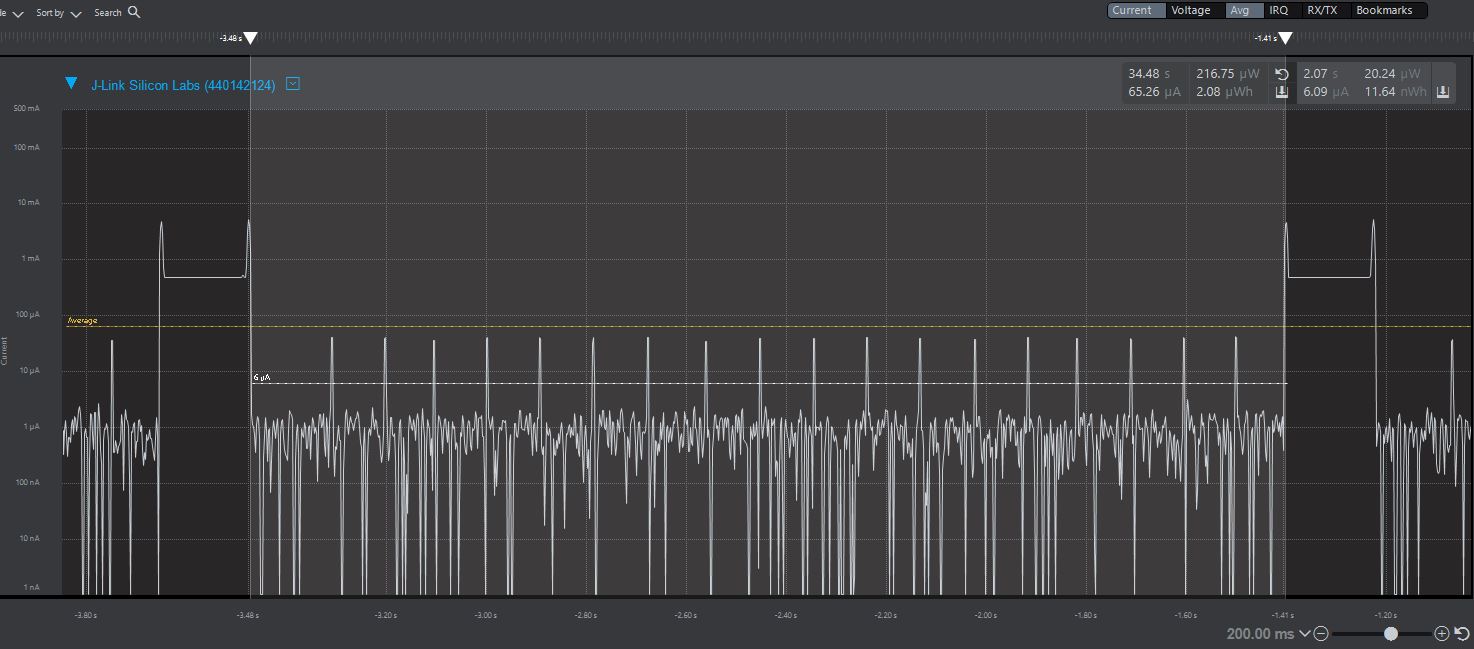 de Sort by Search Current Voltage Avg IRQ RX/TX Bookmarks
-3.48 s -1.41 s
J-Link Silicon Labs (440142124)
34.48 s 216.75 µW 2.07 s 20.24 µW
65.26 µA 2.08 µWh 6.09 µA 11.64 nWh
500 mA
100 mA
10 mA
1 mA
100 µA
Average
10 µA
6 µA
1 µA
100 nA
10 nA
1 nA
Current
-3.80 s -3.48 s -3.20 s -3.00 s -2.80 s -2.60 s -2.40 s -2.20 s -2.00 s -1.80 s -1.60 s -1.41 s -1.20 s
200.00 ms